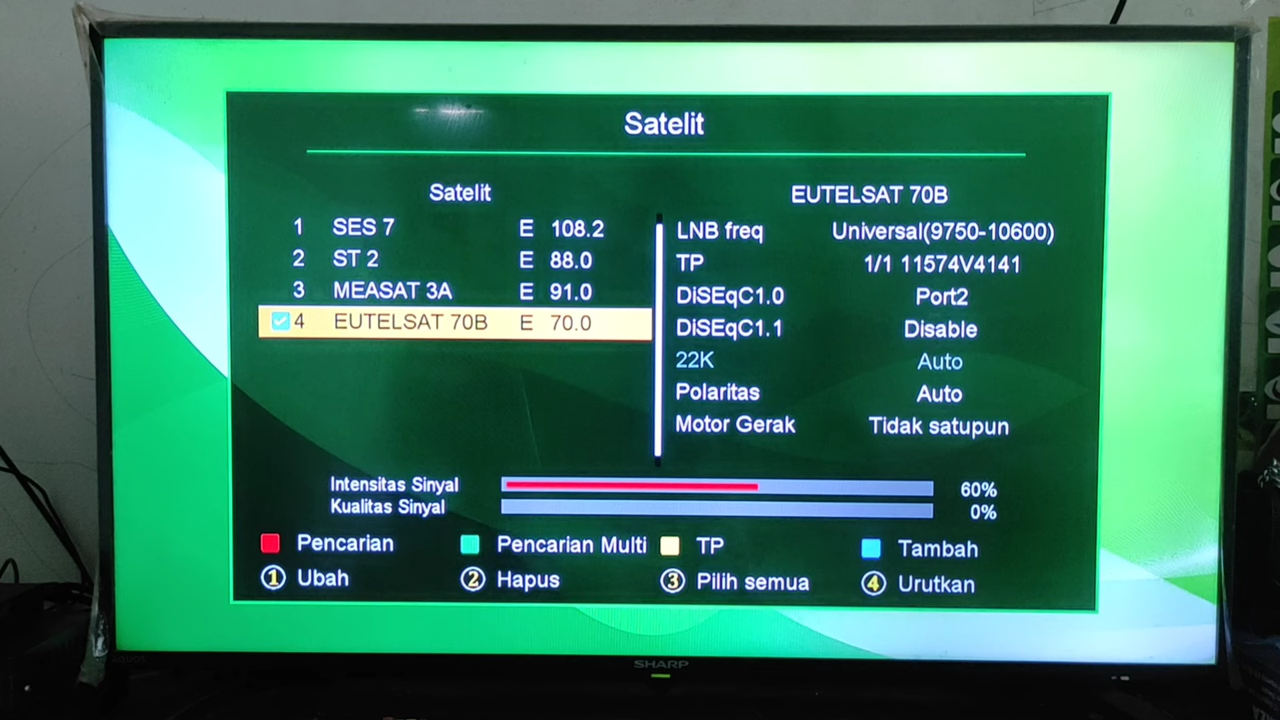 Satelit
Satelit
1 SES 7 E 108.2
2 ST 2 E 88.0
3 MEASAT 3A E 91.0
4 EUTELSAT 70B E 70.0
EUTELSAT 70B
LNB freq Universal(9750-10600)
TP 1/1 11574V4141
DiSEqC1.0 Port2
DiSEqC1.1 Disable
22K Auto
Polaritas Auto
Motor Gerak Tidak satupun
Intensitas Sinyal 60%
Kualitas Sinyal 0%
Pencarian Pencarian Multi TP Tambah
1 Ubah 2 Hapus 3 Pilih semua 4 Urutkan
SHARP